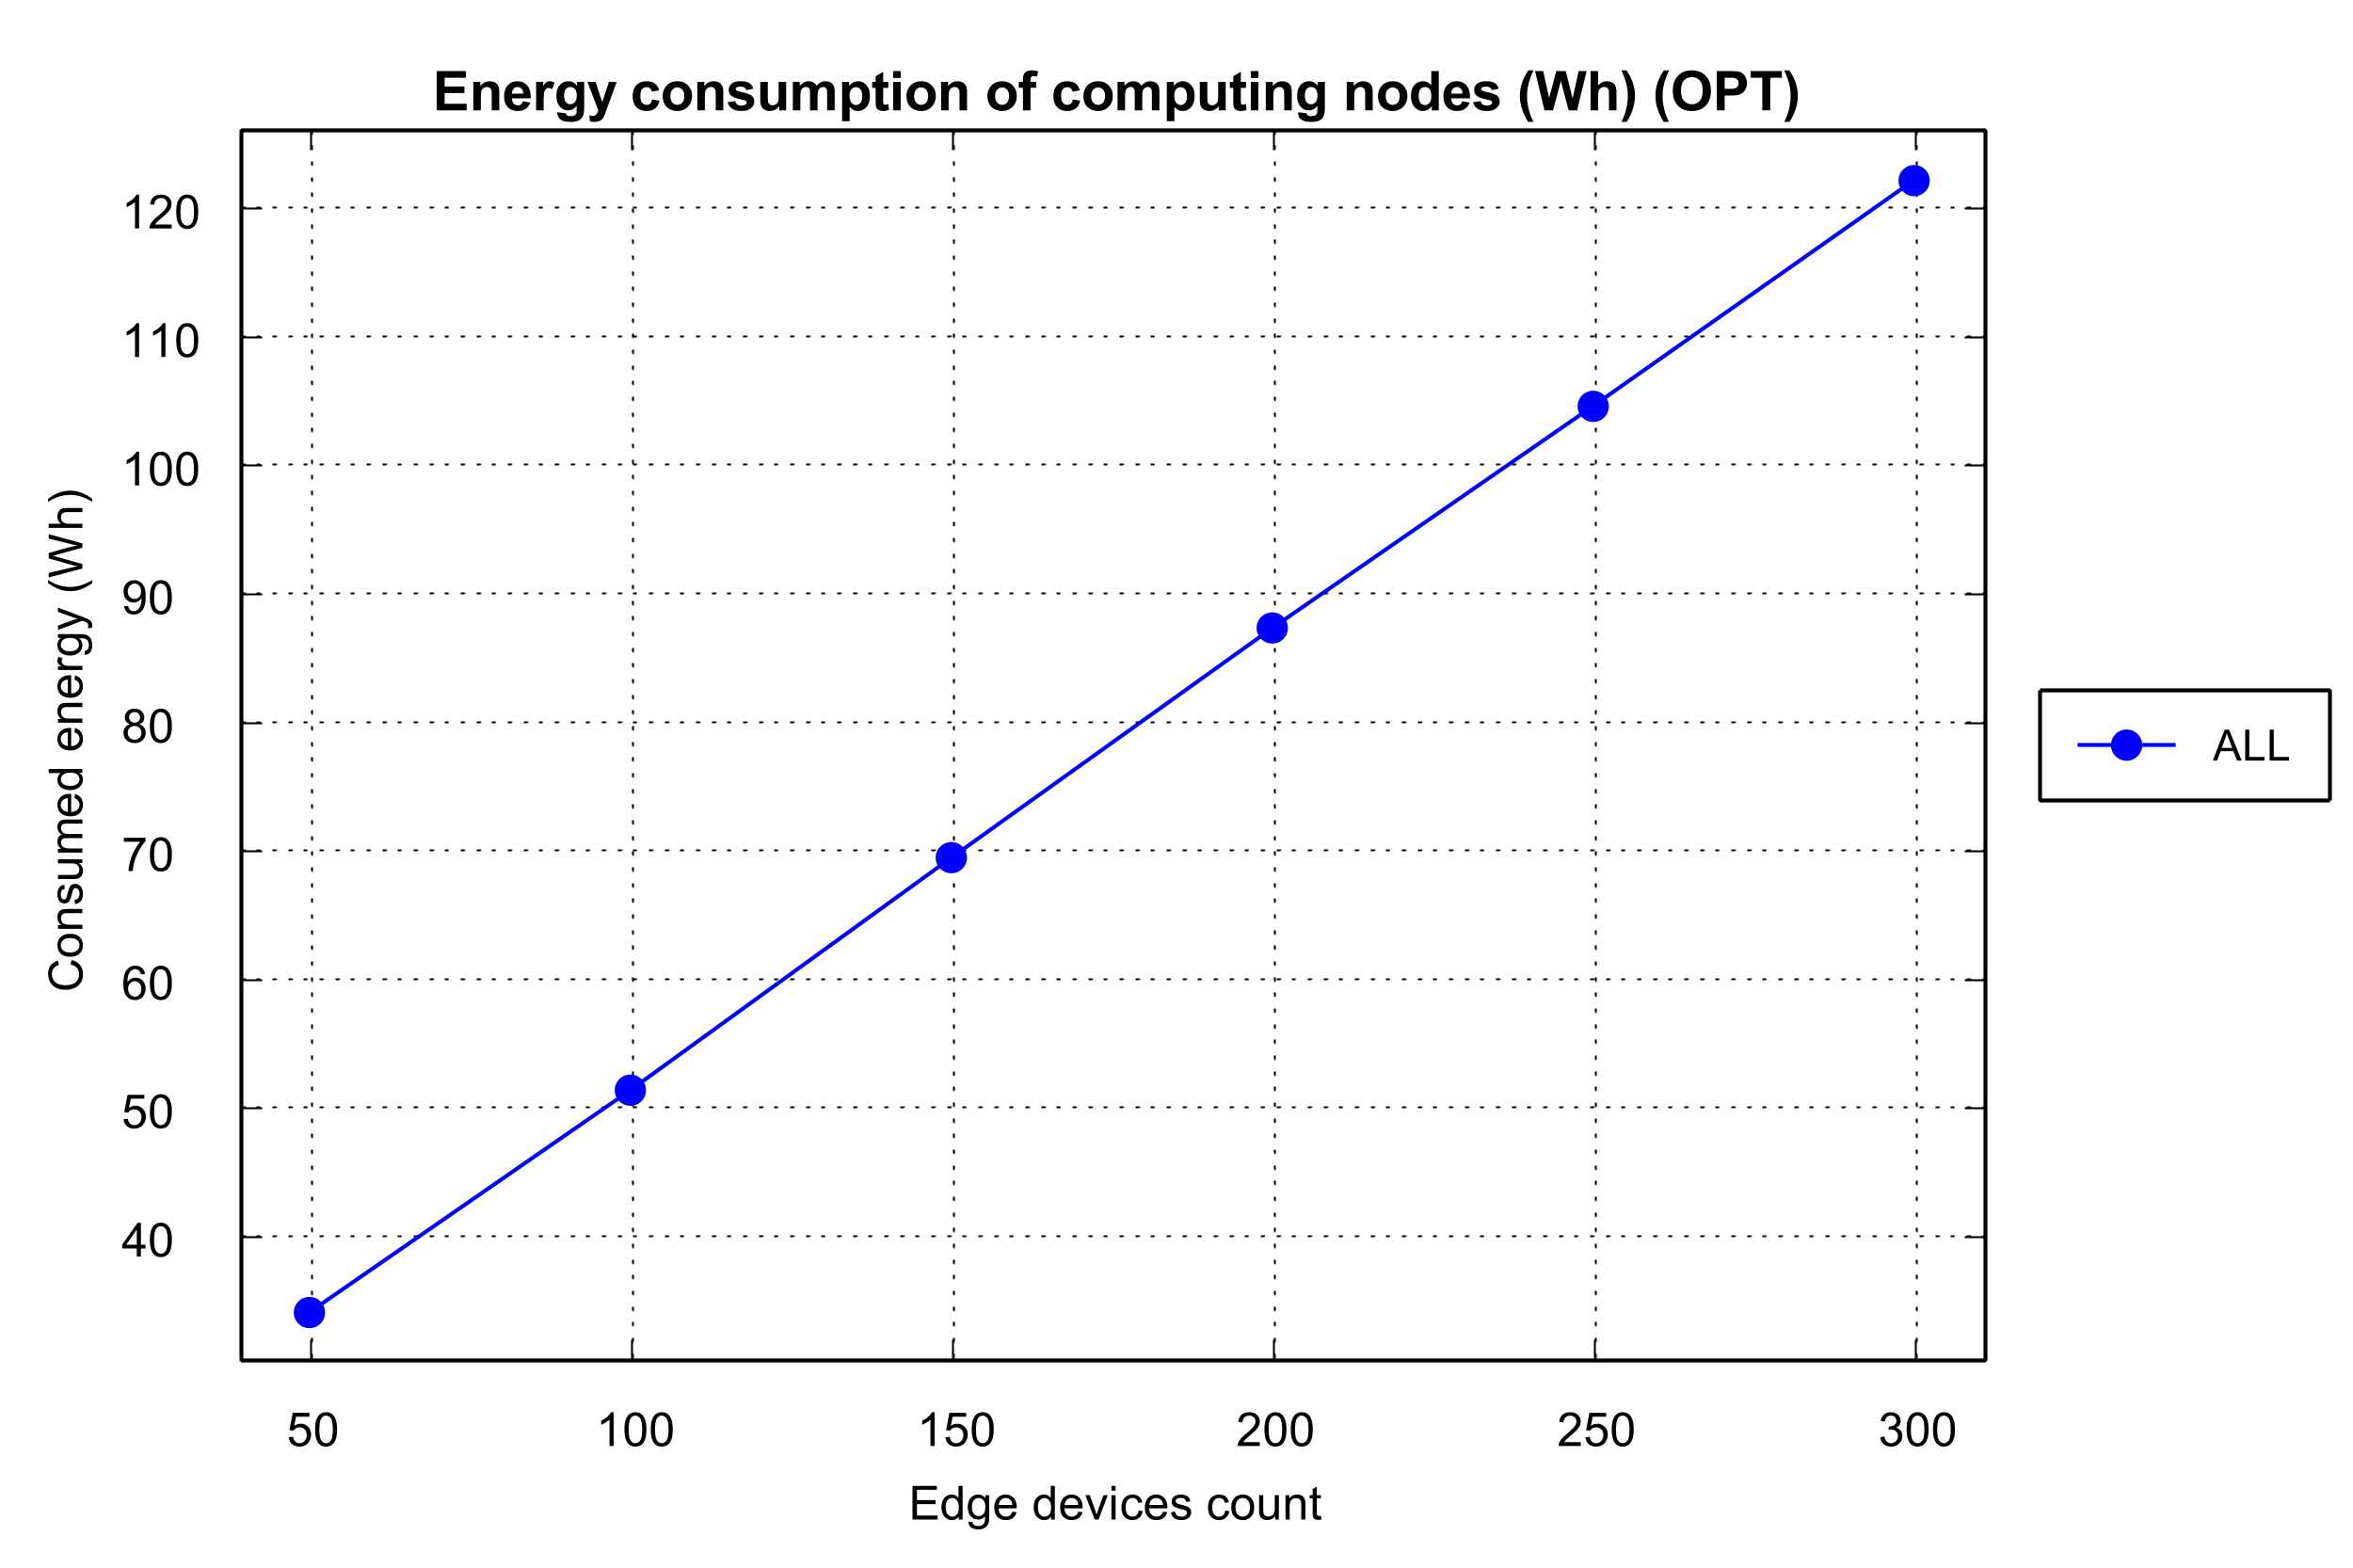 Energy consumption of computing nodes (Wh) (OPT)
120
110
100
90
80
70
60
50
40
Consumed energy (Wh)
50 100 150 200 250 300
Edge devices count
ALL